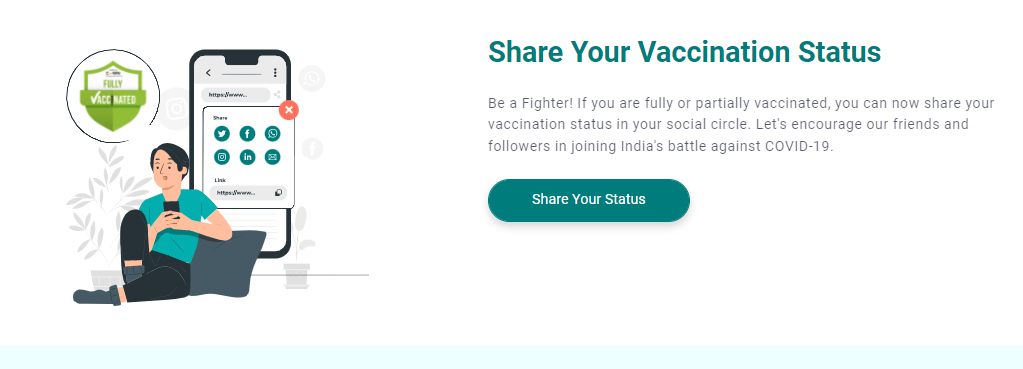 Share Your Vaccination Status
Be a Fighter! If you are fully or partially vaccinated, you can now share your
vaccination status in your social circle. Let's encourage our friends and
followers in joining India's battle against COVID-19.
Share Your Status
FULLY
VACCINATED
https://www...
Share
Link
https://www...